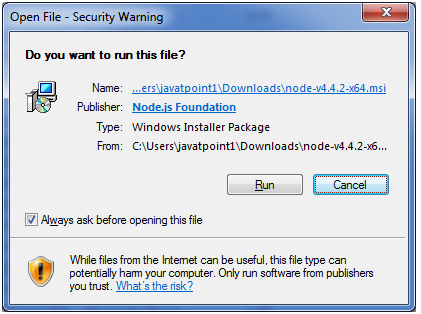 Open File - Security Warning
Do you want to run this file?
Name: ...ers\javatpoint1\Downloads\node-v4.4.2-x64.msi
Publisher: Node.js Foundation
Type: Windows Installer Package
From: C:\Users\javatpoint1\Downloads\node-v4.4.2-x6...
Run Cancel
Always ask before opening this file
While files from the Internet can be useful, this file type can
potentially harm your computer. Only run software from publishers
you trust. What's the risk?